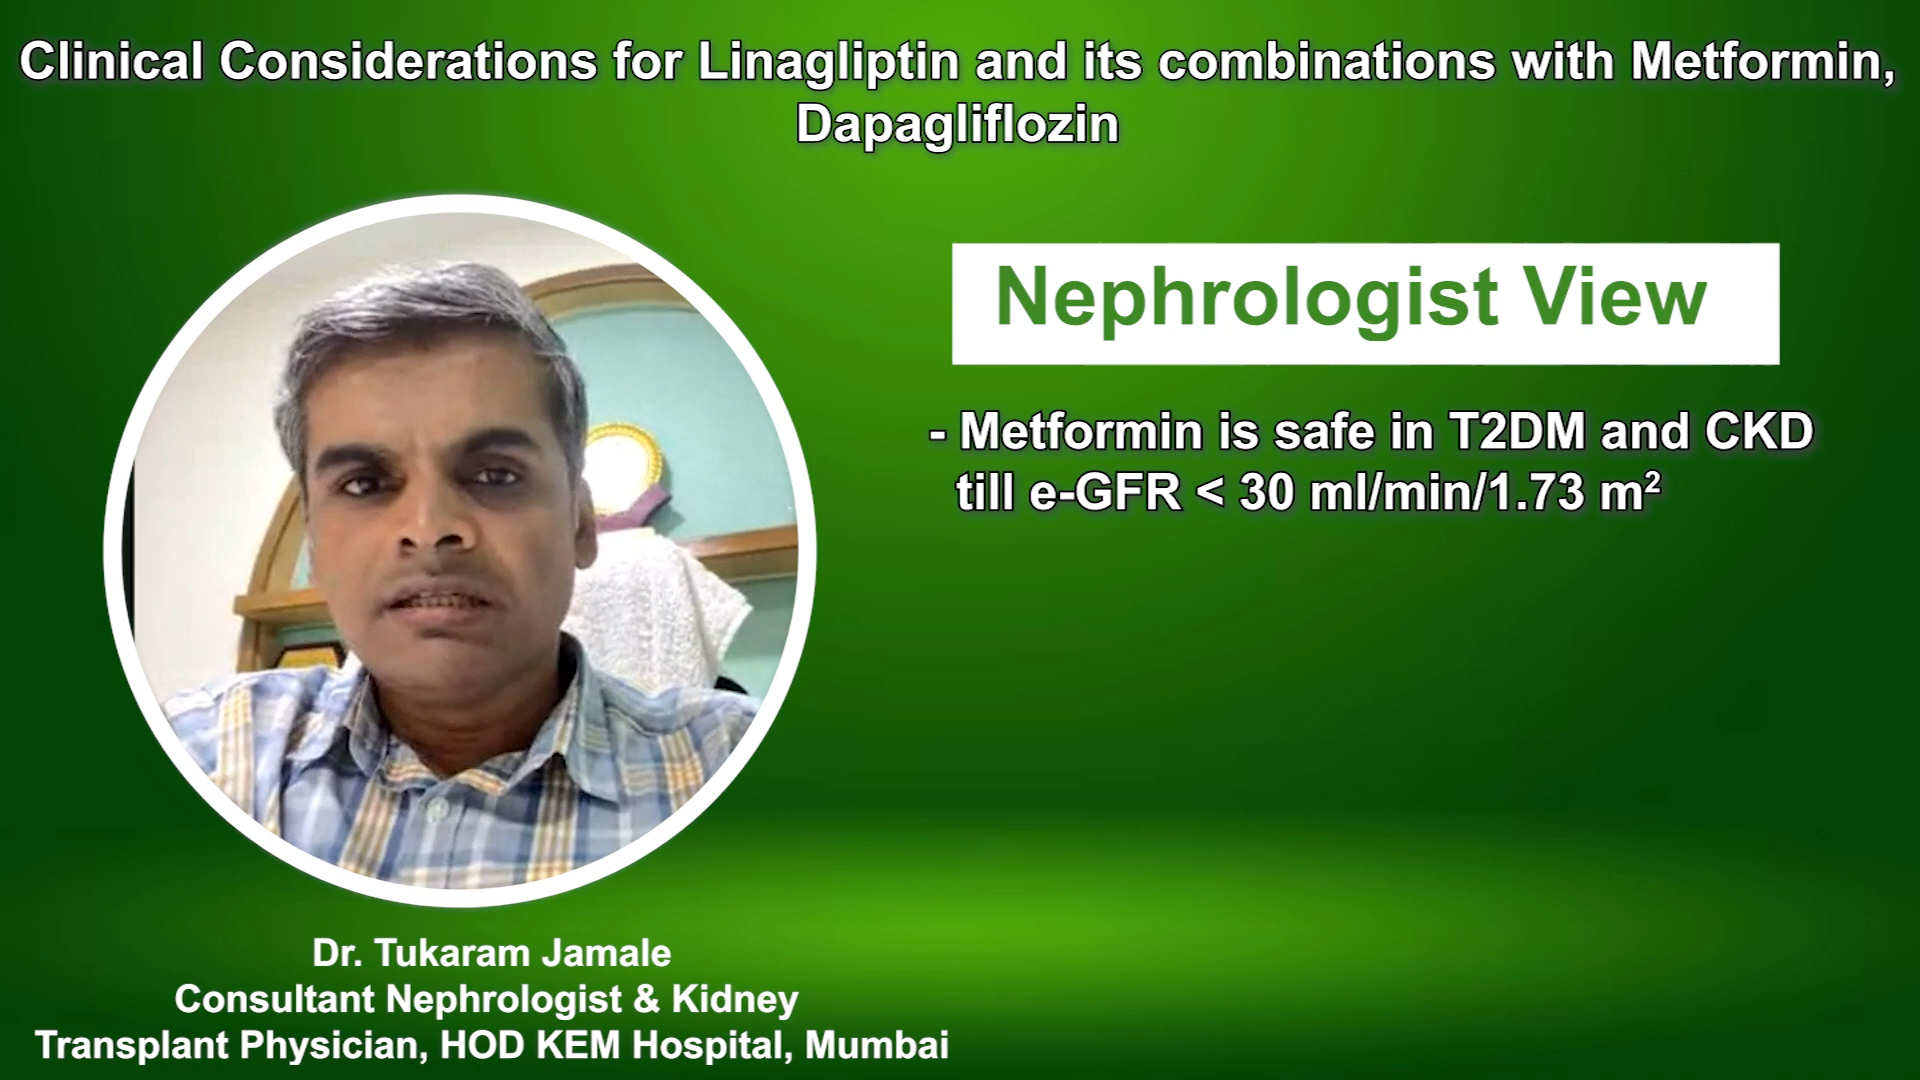 Clinical Considerations for Linagliptin and its combinations with Metformin,
Dapagliflozin
Nephrologist View
- Metformin is safe in T2DM and CKD
till e-GFR < 30 ml/min/1.73 m²
Dr. Tukaram Jamale
Consultant Nephrologist & Kidney
Transplant Physician, HOD KEM Hospital, Mumbai